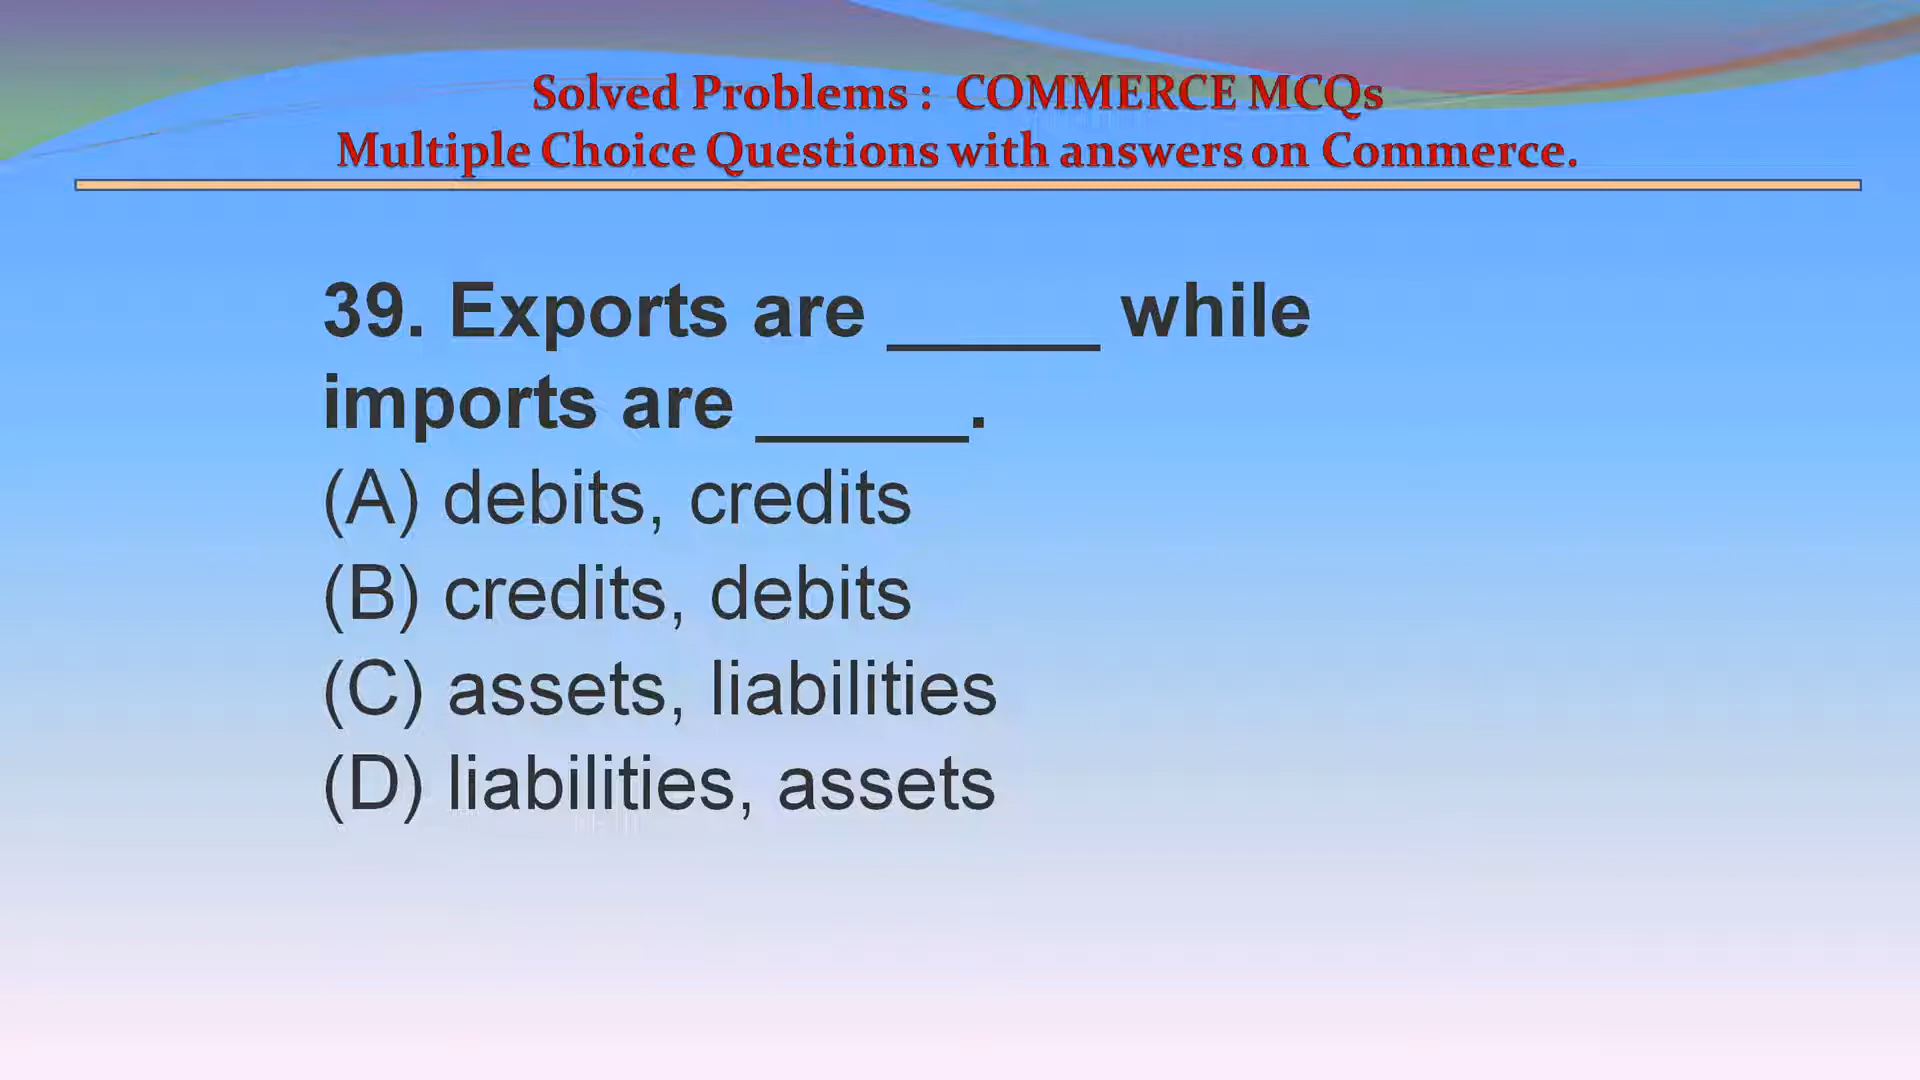 Solved Problems : COMMERCE MCQs
Multiple Choice Questions with answers on Commerce.
39. Exports are _____ while
imports are _____.
(A) debits, credits
(B) credits, debits
(C) assets, liabilities
(D) liabilities, assets